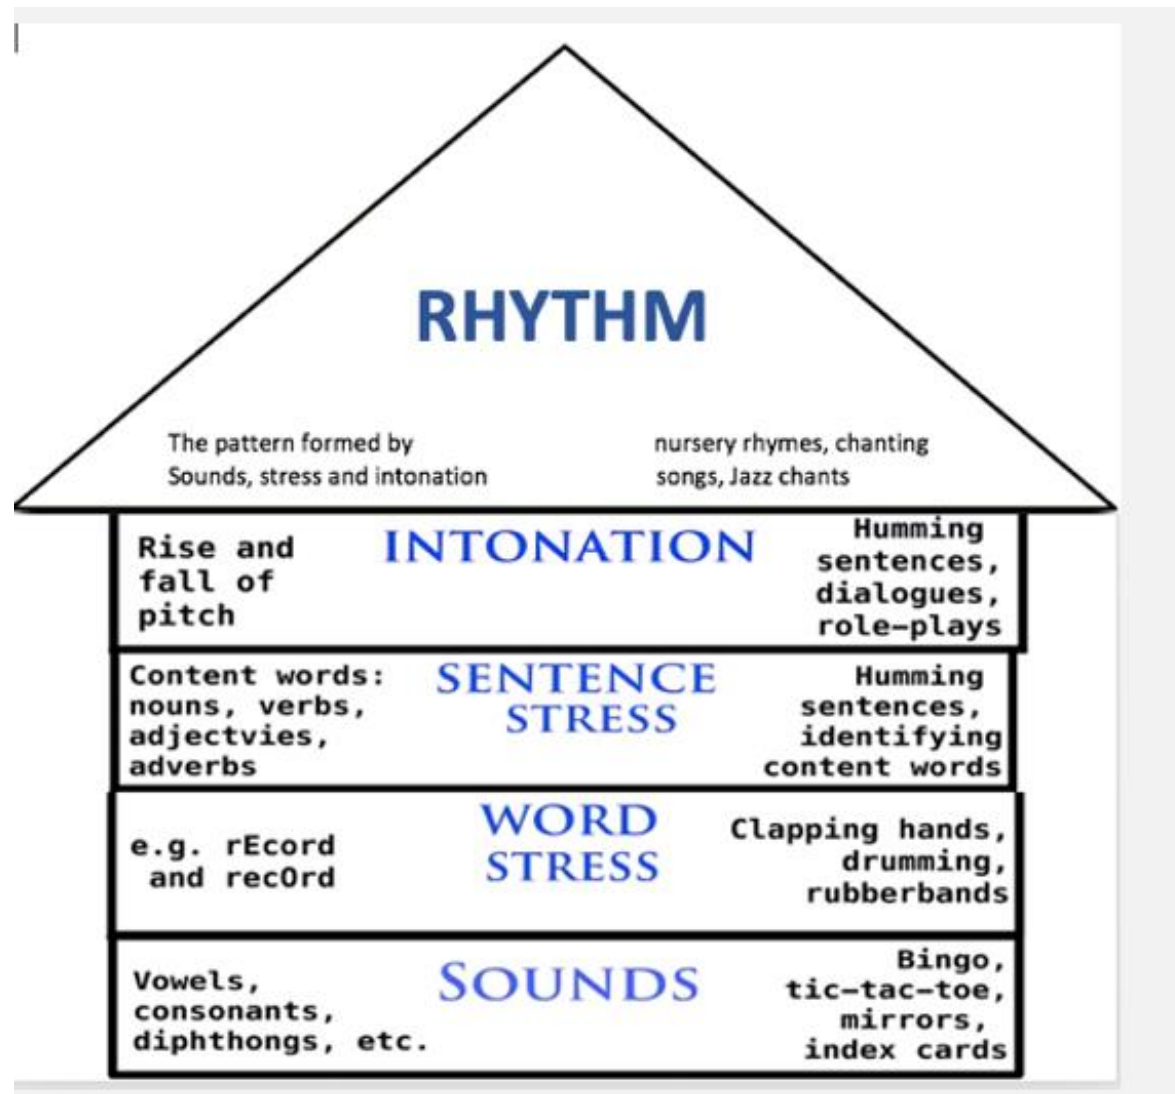 RHYTHM
The pattern formed by
Sounds, stress and intonation
nursery rhymes, chanting
songs, Jazz chants
Rise and
fall of
pitch
INTONATION
Humming
sentences,
dialogues,
role-plays
Content words:
nouns, verbs,
adjectvies,
adverbs
SENTENCE
STRESS
Humming
sentences,
identifying
content words
e.g. rEcord
and recOrd
WORD
STRESS
Clapping hands,
drumming,
rubberbands
Vowels,
consonants,
diphthongs, etc.
SOUNDS
Bingo,
tic-tac-toe,
mirrors,
index cards